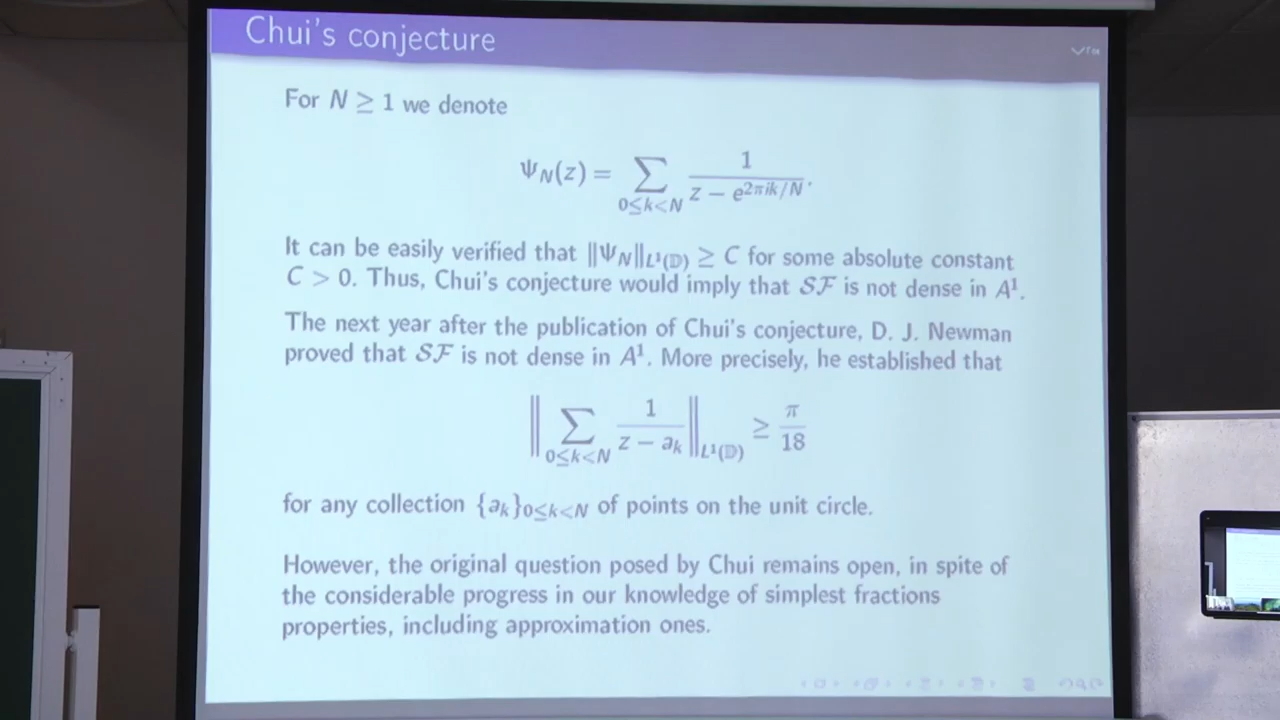 Chui's conjecture
For N ≥ 1 we denote
Ψ_N(z) = ∑_{0≤k<N} 1/(z − e^{2πik/N}).
It can be easily verified that ‖Ψ_N‖_{L¹(𝔻)} ≥ C for some absolute constant
C > 0. Thus, Chui's conjecture would imply that 𝒮ℱ is not dense in A¹.
The next year after the publication of Chui's conjecture, D. J. Newman
proved that 𝒮ℱ is not dense in A¹. More precisely, he established that
‖∑_{0≤k<N} 1/(z − a_k)‖_{L¹(𝔻)} ≥ π/18
for any collection {a_k}_{0≤k<N} of points on the unit circle.
However, the original question posed by Chui remains open, in spite of
the considerable progress in our knowledge of simplest fractions
properties, including approximation ones.